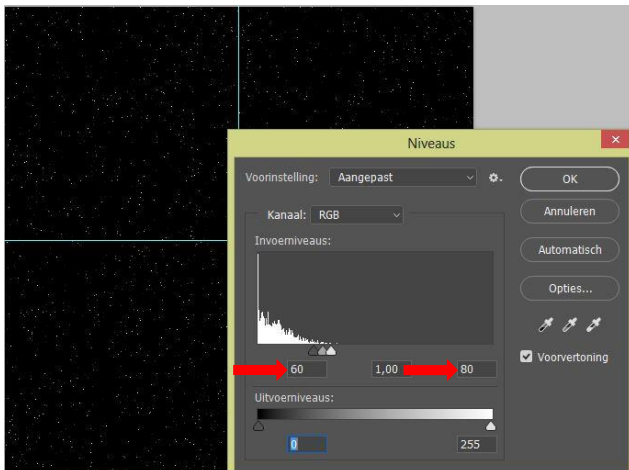 Niveaus
Voorinstelling: Aangepast
OK
Kanaal: RGB
Annuleren
Invoerniveaus:
Automatisch
Opties...
Voorvertoning
60 1,00 80
Uitvoerniveaus:
0 255